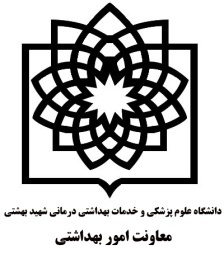 دانشگاه علوم پزشکی و خدمات بهداشتی درمانی شهید بهشتی
معاونت امور بهداشتی